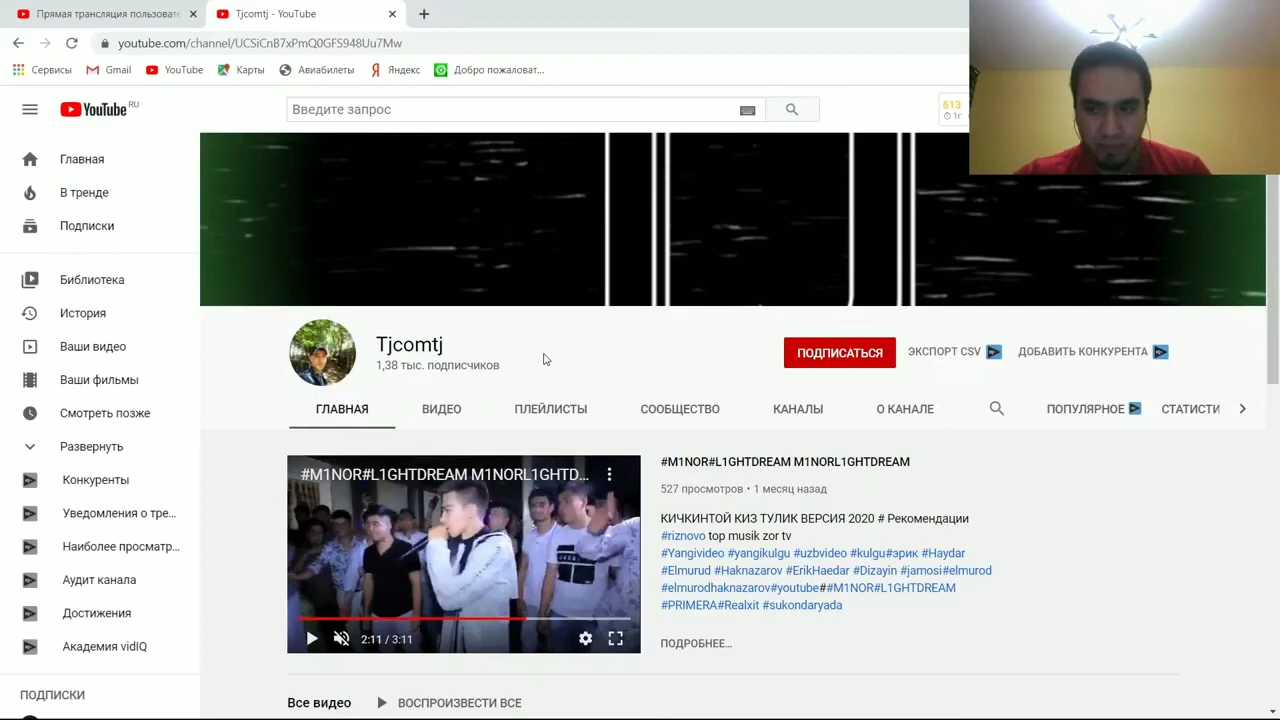 Прямая трансляция пользоват
Tjcomtj - YouTube
youtube.com/channel/UCSiCnB7xPmQ0GFS948Uu7Mw
Сервисы Gmail YouTube Карты Авиабилеты Яндекс Добро пожаловат...
YouTube RU
Введите запрос
613
1г
Главная
В тренде
Подписки
Библиотека
История
Ваши видео
Ваши фильмы
Смотреть позже
Развернуть
Конкуренты
Уведомления о тре...
Наиболее просматр...
Аудит канала
Достижения
Академия vidIQ
ПОДПИСКИ
Tjcomtj
1,38 тыс. подписчиков
ПОДПИСАТЬСЯ ЭКСПОРТ CSV ДОБАВИТЬ КОНКУРЕНТА
ГЛАВНАЯ ВИДЕО ПЛЕЙЛИСТЫ СООБЩЕСТВО КАНАЛЫ О КАНАЛЕ ПОПУЛЯРНОЕ СТАТИСТИ
#M1NOR#L1GHTDREAM M1NORL1GHTD...
2:11 / 3:11
#M1NOR#L1GHTDREAM M1NORL1GHTDREAM
527 просмотров • 1 месяц назад
КИЧКИНТОЙ КИЗ ТУЛИК ВЕРСИЯ 2020 # Рекомендации
#riznovo top musik zor tv
#Yangivideo #yangikulgu #uzbvideo #kulgu#эрик #Haydar
#Elmurud #Haknazarov #ErikHaedar #Dizayin #jamosi#elmurod
#elmurodhaknazarov#youtube##M1NOR#L1GHTDREAM
#PRIMERA#Realxit #sukondaryada
ПОДРОБНЕЕ...
Все видео ВОСПРОИЗВЕСТИ ВСЕ